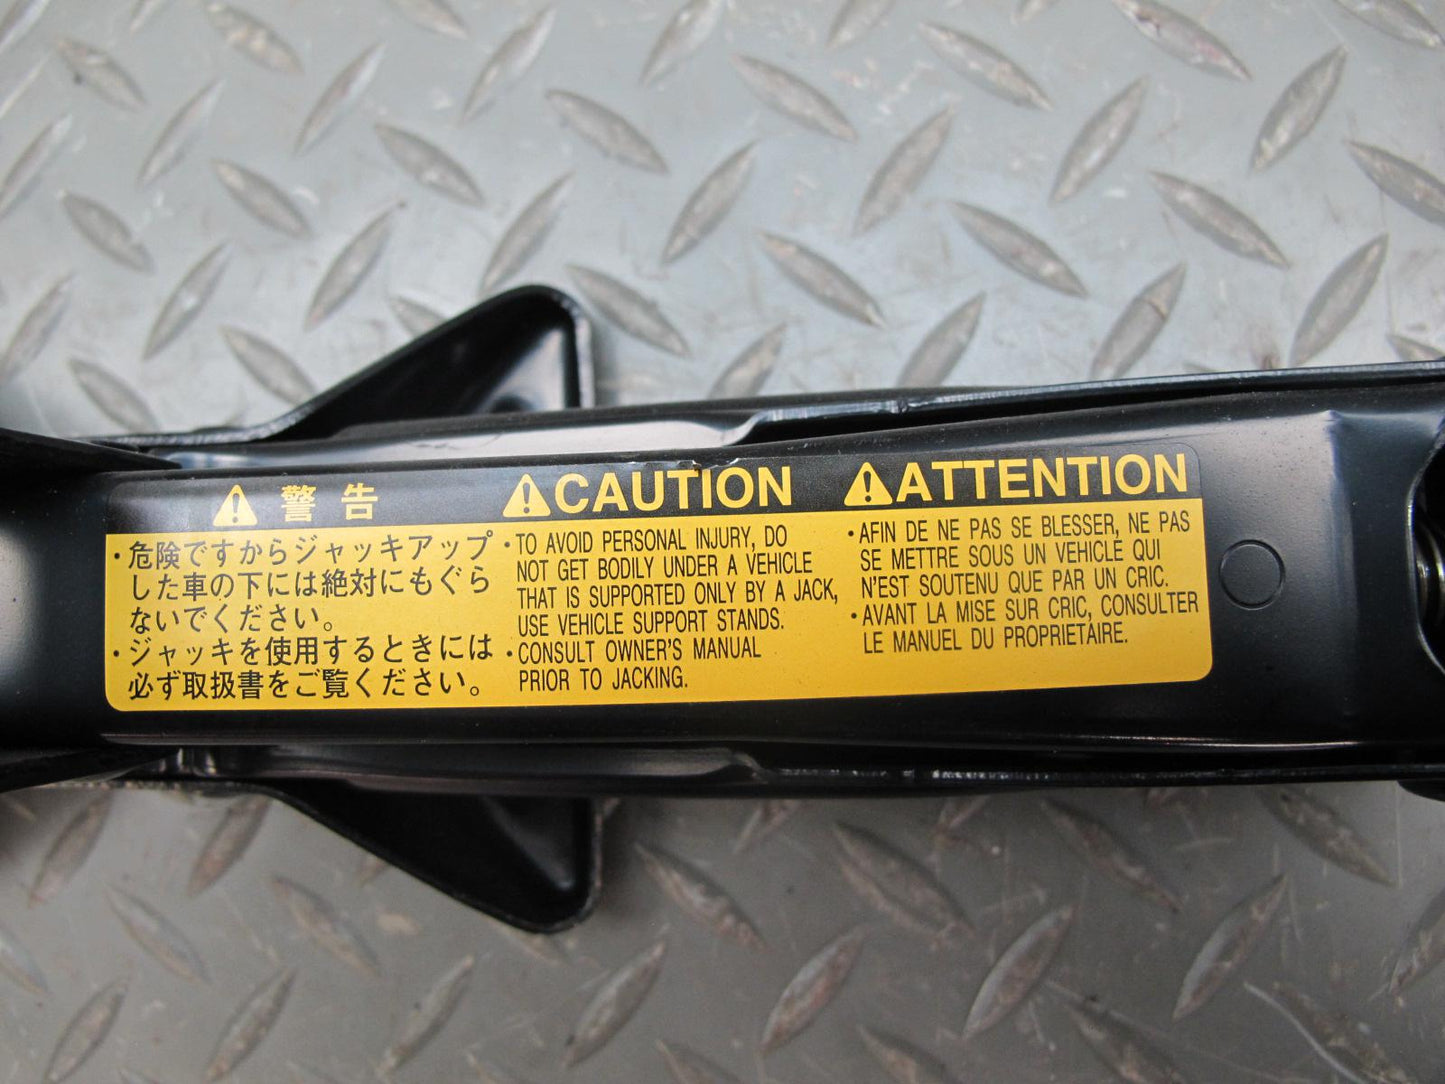 警告
・危険ですからジャッキアップ
した車の下には絶対にもぐら
ないでください。
・ジャッキを使用するときには
必ず取扱書をご覧ください。
CAUTION
・TO AVOID PERSONAL INJURY, DO
NOT GET BODILY UNDER A VEHICLE
THAT IS SUPPORTED ONLY BY A JACK,
USE VEHICLE SUPPORT STANDS.
・CONSULT OWNER'S MANUAL
PRIOR TO JACKING.
ATTENTION
・AFIN DE NE PAS SE BLESSER, NE PAS
SE METTRE SOUS UN VEHICLE QUI
N'EST SOUTENU QUE PAR UN CRIC.
・AVANT LA MISE SUR CRIC, CONSULTER
LE MANUEL DU PROPRIETAIRE.